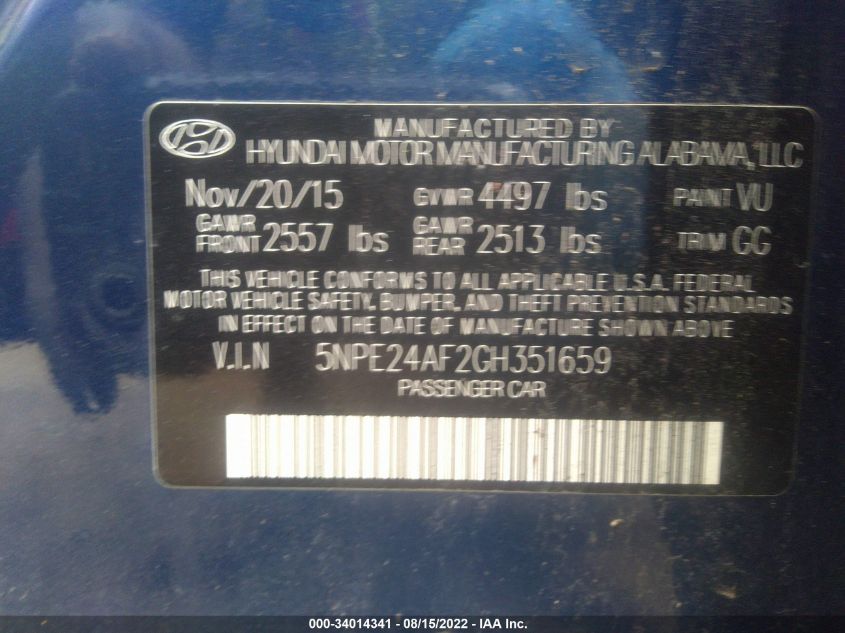 MANUFACTURED BY
HYUNDAI MOTOR MANUFACTURING ALABAMA, LLC
Nov/20/15 GVWR 4497 lbs PAINT VU
GAWR FRONT 2557 lbs GAWR REAR 2513 lbs TRIM GG
THIS VEHICLE CONFORMS TO ALL APPLICABLE U.S.A. FEDERAL
MOTOR VEHICLE SAFETY, BUMPER, AND THEFT PREVENTION STANDARDS
IN EFFECT ON THE DATE OF MANUFACTURE SHOWN ABOVE
V.I.N 5NPE24AF2GH351659
PASSENGER CAR
000-34014341 - 08/15/2022 - IAA Inc.